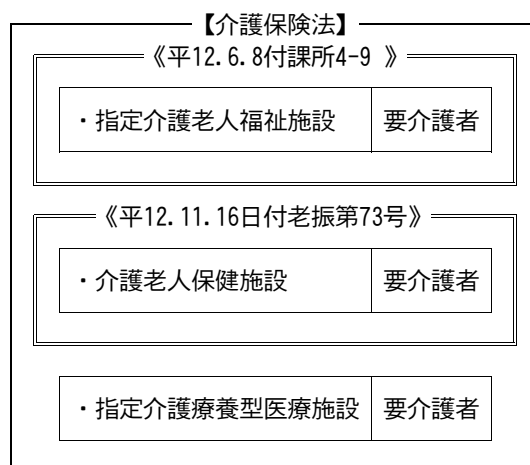 【介護保険法】
《平12.6.8付課所4-9 》
・指定介護老人福祉施設 要介護者
《平12.11.16日付老振第73号》
・介護老人保健施設 要介護者
・指定介護療養型医療施設 要介護者